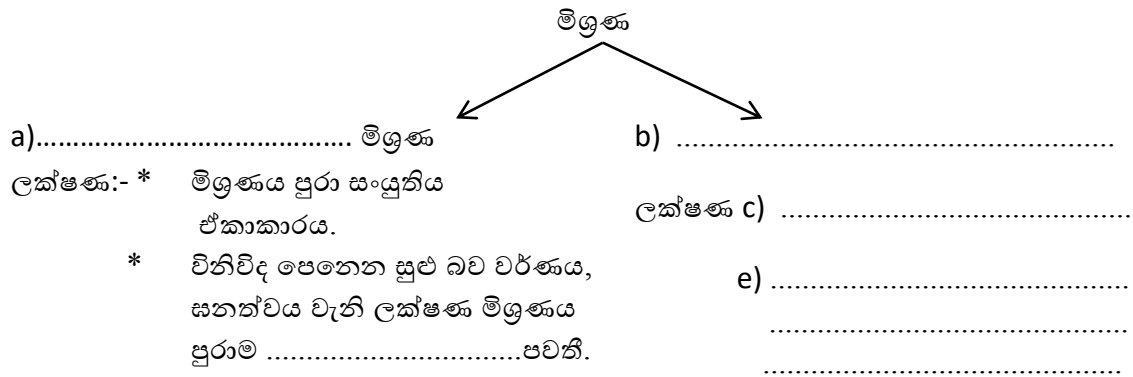 මිශ්‍රණ
a)........................................... මිශ්‍රණ
ලක්ෂණ:- * මිශ්‍රණය පුරා සංයුතිය
ඒකාකාරය.
* විනිවිද පෙනෙන සුළු බව වර්ණය,
ඝනත්වය වැනි ලක්ෂණ මිශ්‍රණය
පුරාම ................................පවතී.
b) .......................................................
ලක්ෂණ c) ............................................
e) .............................................
.............................................
.............................................